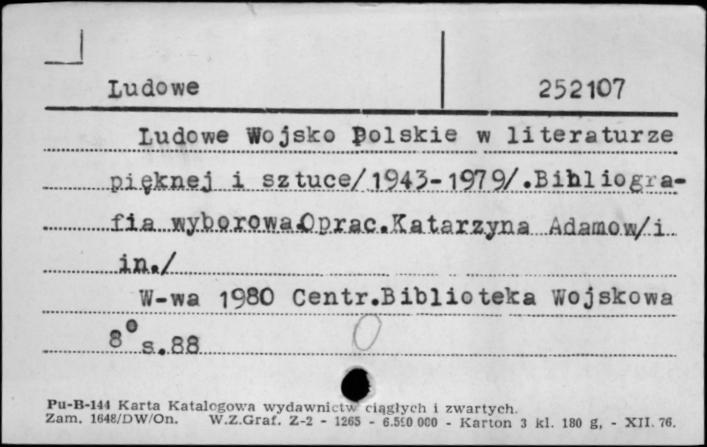 Ludowe 252107
Ludowe Wojsko Polskie w literaturze
pięknej i sztuce/1943-1979/.Bibliogra-
fia wyborowa.Oprac.Katarzyna Adamow/i
in./
W-wa 1980 Centr.Biblioteka Wojskowa
8° s.88
Pu-B-144 Karta Katalogowa wydawnictw ciągłych i zwartych.
Zam. 1648/DW/On. W.Z.Graf. Z-2 - 1265 - 6.500 000 - Karton 3 kl. 180 g, - XII. 76.